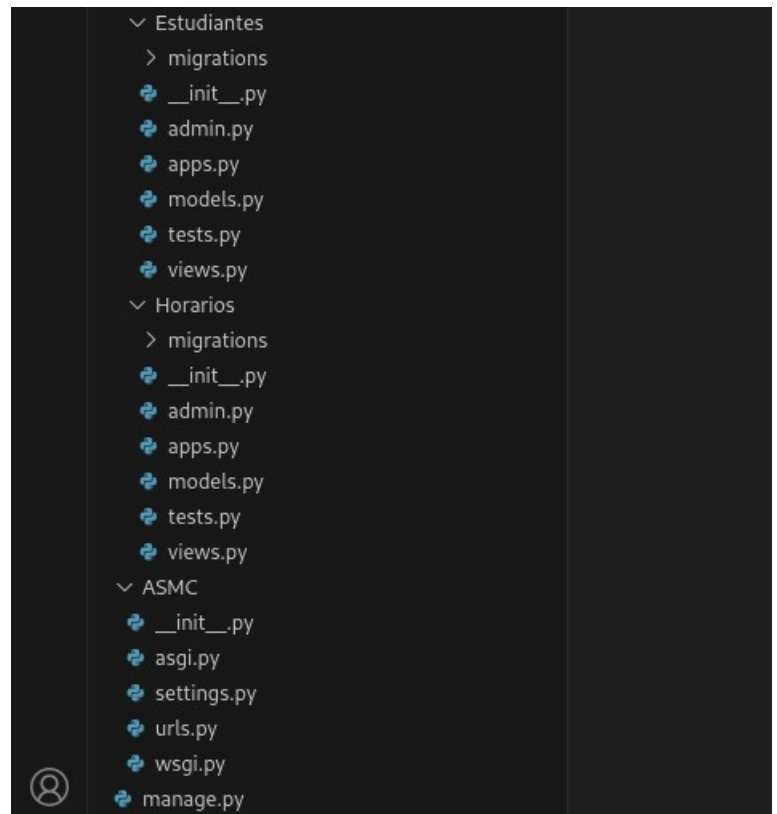 Estudiantes
migrations
__init__.py
admin.py
apps.py
models.py
tests.py
views.py
Horarios
migrations
__init__.py
admin.py
apps.py
models.py
tests.py
views.py
ASMC
__init__.py
asgi.py
settings.py
urls.py
wsgi.py
manage.py